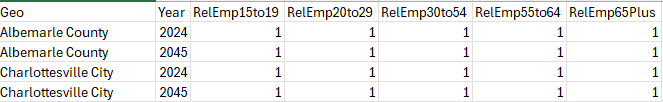 Geo Year RelEmp15to19 RelEmp20to29 RelEmp30to54 RelEmp55to64 RelEmp65Plus
Albemarle County 2024 1 1 1 1 1
Albemarle County 2045 1 1 1 1 1
Charlottesville City 2024 1 1 1 1 1
Charlottesville City 2045 1 1 1 1 1